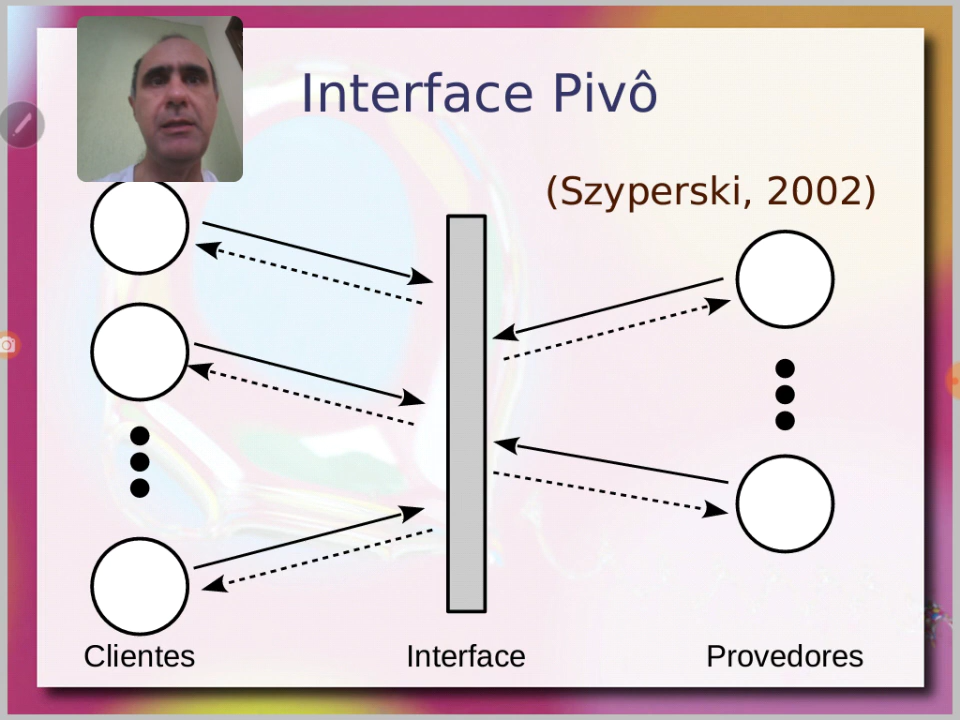 Interface Pivô
(Szyperski, 2002)
Clientes
Interface
Provedores